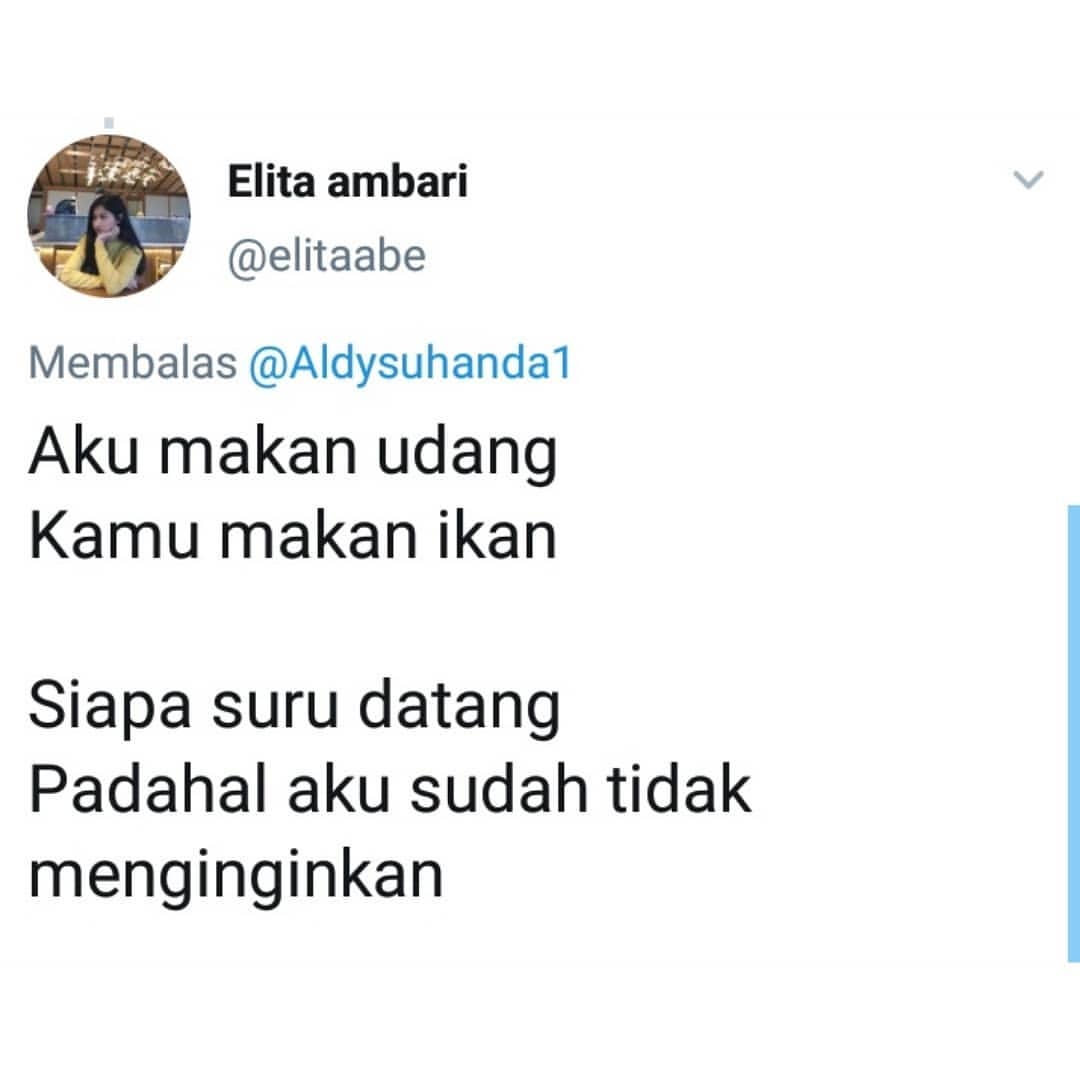 Elita ambari
@elitaabe
Membalas @Aldysuhanda1
Aku makan udang
Kamu makan ikan
Siapa suru datang
Padahal aku sudah tidak
menginginkan